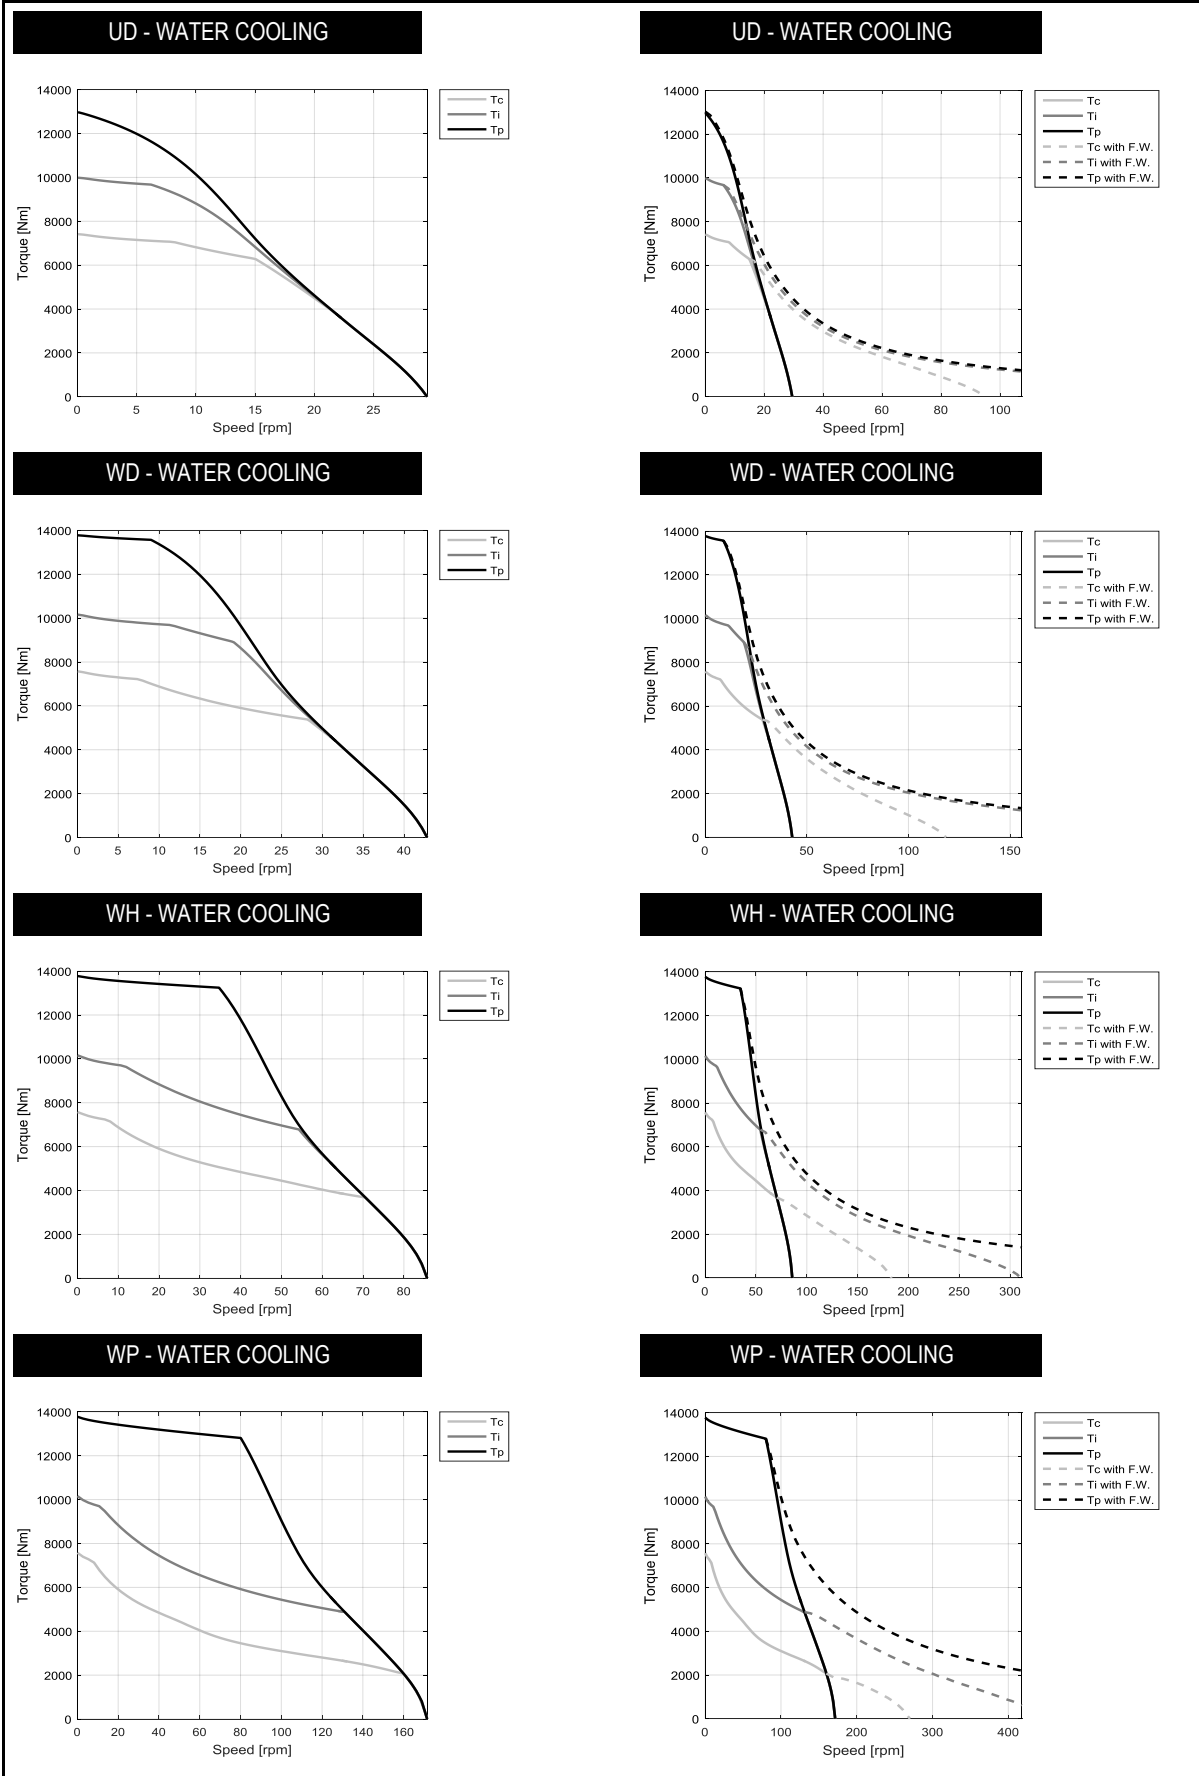 UD - WATER COOLING
14000
12000
10000
8000
6000
4000
2000
0
Torque [Nm]
0 5 10 15 20 25
Speed [rpm]
Tc
Ti
Tp
UD - WATER COOLING
14000
12000
10000
8000
6000
4000
2000
0
Torque [Nm]
0 20 40 60 80 100
Speed [rpm]
Tc
Ti
Tp
Tc with F.W.
Ti with F.W.
Tp with F.W.
WD - WATER COOLING
14000
12000
10000
8000
6000
4000
2000
0
Torque [Nm]
0 5 10 15 20 25 30 35 40
Speed [rpm]
Tc
Ti
Tp
WD - WATER COOLING
14000
12000
10000
8000
6000
4000
2000
0
Torque [Nm]
0 50 100 150
Speed [rpm]
Tc
Ti
Tp
Tc with F.W.
Ti with F.W.
Tp with F.W.
WH - WATER COOLING
14000
12000
10000
8000
6000
4000
2000
0
Torque [Nm]
0 10 20 30 40 50 60 70 80
Speed [rpm]
Tc
Ti
Tp
WH - WATER COOLING
14000
12000
10000
8000
6000
4000
2000
0
Torque [Nm]
0 50 100 150 200 250 300
Speed [rpm]
Tc
Ti
Tp
Tc with F.W.
Ti with F.W.
Tp with F.W.
WP - WATER COOLING
14000
12000
10000
8000
6000
4000
2000
0
Torque [Nm]
0 20 40 60 80 100 120 140 160
Speed [rpm]
Tc
Ti
Tp
WP - WATER COOLING
14000
12000
10000
8000
6000
4000
2000
0
Torque [Nm]
0 100 200 300 400
Speed [rpm]
Tc
Ti
Tp
Tc with F.W.
Ti with F.W.
Tp with F.W.